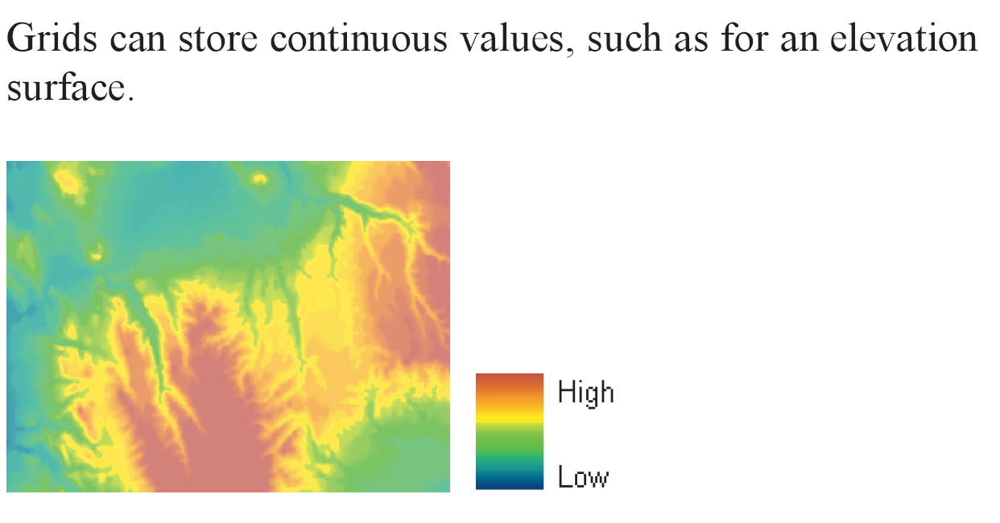 Grids can store continuous values, such as for an elevation
surface.
High
Low